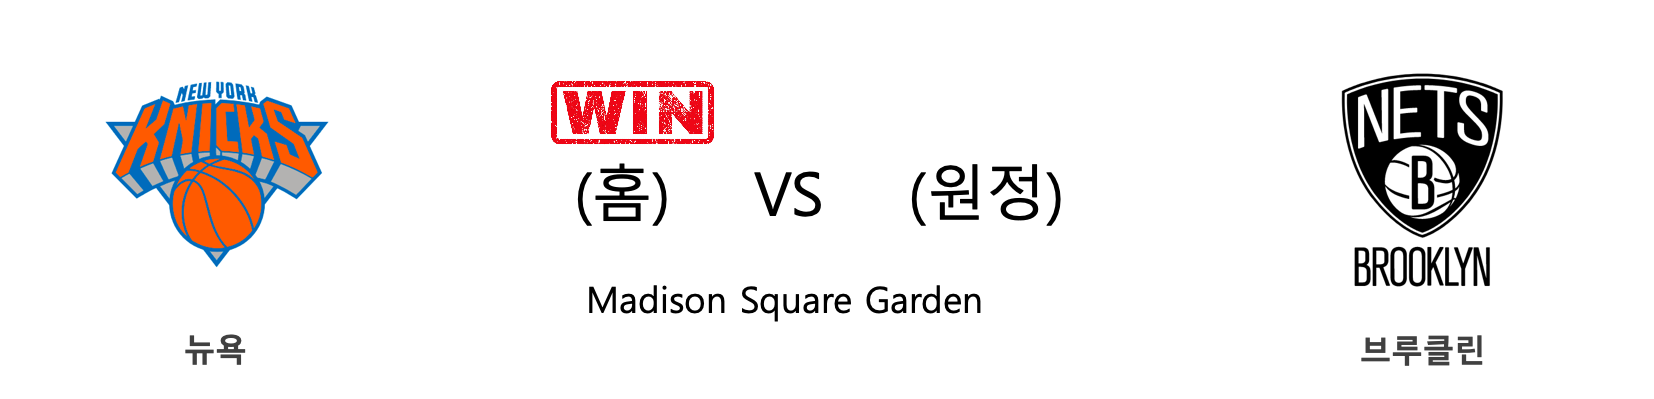 NEW YORK
KNICKS
WIN
(홈) VS (원정)
Madison Square Garden
뉴욕
NETS
B
BROOKLYN
브루클린